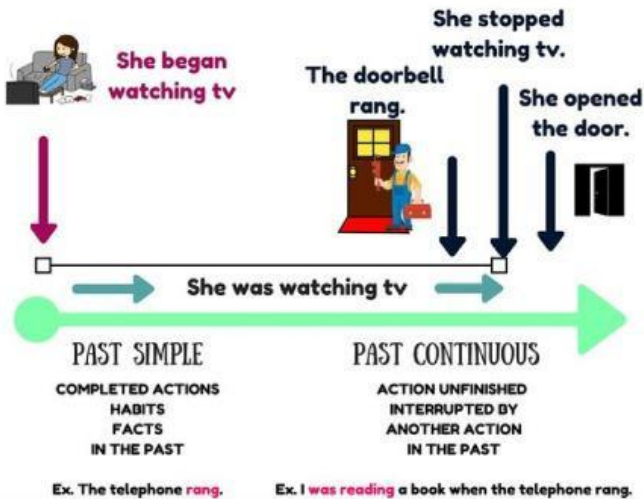 She began
watching tv
The doorbell
rang.
She stopped
watching tv.
She opened
the door.
She was watching tv
PAST SIMPLE
COMPLETED ACTIONS
HABITS
FACTS
IN THE PAST
Ex. The telephone rang.
PAST CONTINUOUS
ACTION UNFINISHED
INTERRUPTED BY
ANOTHER ACTION
IN THE PAST
Ex. I was reading a book when the telephone rang.